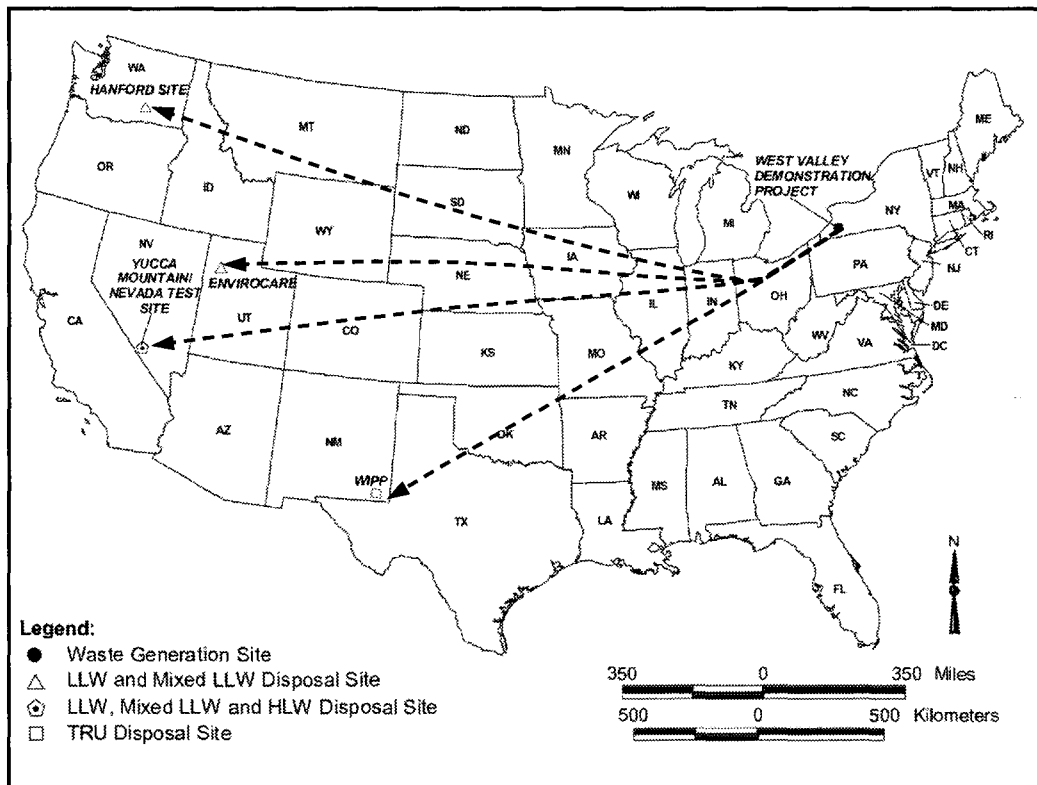 WA
HANFORD SITE
MT
ND
MN
ME
OR
ID
SD
WI
WEST VALLEY
DEMONSTRATION
PROJECT
VT
NH
NY
MA
RI
CT
WY
MI
NV
YUCCA
MOUNTAIN/
NEVADA TEST
SITE
ENVIROCARE
NE
IA
PA
NJ
IL
IN
OH
CA
UT
CO
DE
MD
DC
WV
VA
KS
MO
KY
NC
TN
AZ
NM
OK
AR
SC
WIPP
MS
AL
GA
TX
LA
FL
N
Legend:
Waste Generation Site
LLW and Mixed LLW Disposal Site
LLW, Mixed LLW and HLW Disposal Site
TRU Disposal Site
350 0 350 Miles
500 0 500 Kilometers